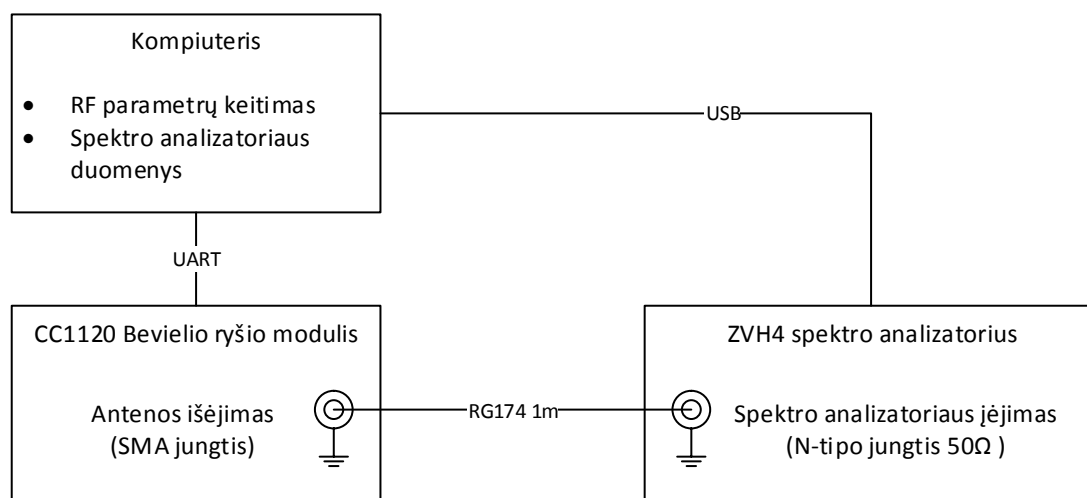 Kompiuteris
• RF parametrų keitimas
• Spektro analizatoriaus
duomenys
USB
UART
CC1120 Bevielio ryšio modulis
Antenos išėjimas
(SMA jungtis)
RG174 1m
ZVH4 spektro analizatorius
Spektro analizatoriaus įėjimas
(N-tipo jungtis 50Ω )